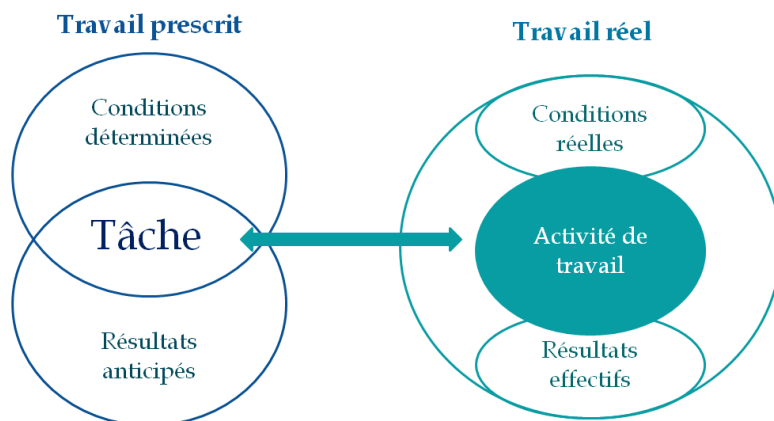 Travail prescrit
Conditions
déterminées
Tâche
Résultats
anticipés
Travail réel
Conditions
réelles
Activité de
travail
Résultats
effectifs